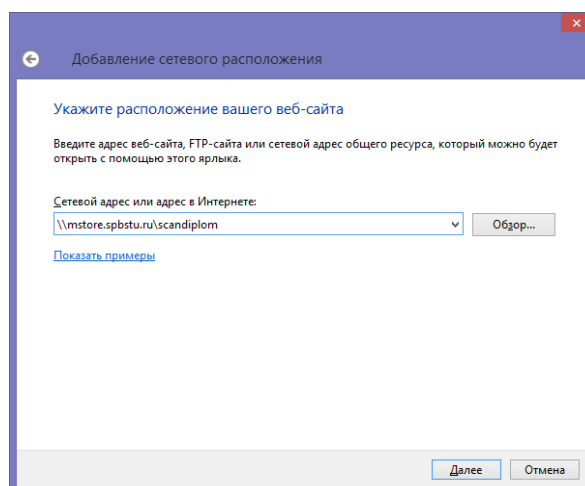 Добавление сетевого расположения
Укажите расположение вашего веб-сайта
Введите адрес веб-сайта, FTP-сайта или сетевой адрес общего ресурса, который можно будет
открыть с помощью этого ярлыка.
Сетевой адрес или адрес в Интернете:
\\mstore.spbstu.ru\scandiplom
Обзор...
Показать примеры
Далее
Отмена